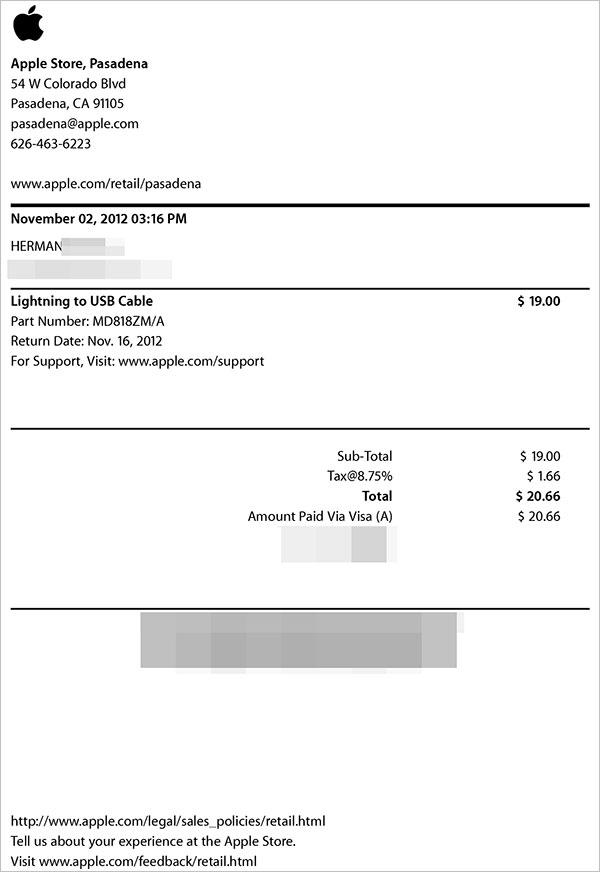 Apple Store, Pasadena
54 W Colorado Blvd
Pasadena, CA 91105
pasadena@apple.com
626-463-6223
www.apple.com/retail/pasadena
November 02, 2012 03:16 PM
HERMAN
Lightning to USB Cable $ 19.00
Part Number: MD818ZM/A
Return Date: Nov. 16, 2012
For Support, Visit: www.apple.com/support
Sub-Total $ 19.00
Tax@8.75% $ 1.66
Total $ 20.66
Amount Paid Via Visa (A) $ 20.66
http://www.apple.com/legal/sales_policies/retail.html
Tell us about your experience at the Apple Store.
Visit www.apple.com/feedback/retail.html